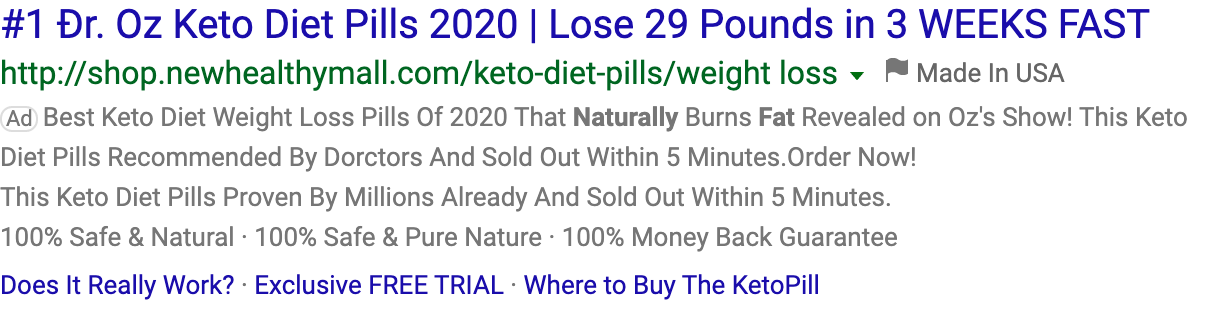 #1 Đr. Oz Keto Diet Pills 2020 | Lose 29 Pounds in 3 WEEKS FAST
http://shop.newhealthymall.com/keto-diet-pills/weight loss Made In USA
Ad Best Keto Diet Weight Loss Pills Of 2020 That Naturally Burns Fat Revealed on Oz's Show! This Keto
Diet Pills Recommended By Dorctors And Sold Out Within 5 Minutes.Order Now!
This Keto Diet Pills Proven By Millions Already And Sold Out Within 5 Minutes.
100% Safe & Natural · 100% Safe & Pure Nature · 100% Money Back Guarantee
Does It Really Work? · Exclusive FREE TRIAL · Where to Buy The KetoPill